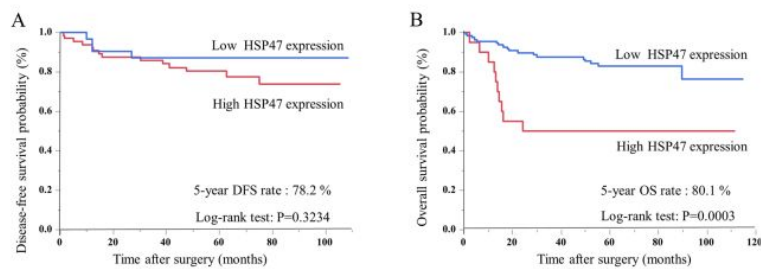 A
Disease-free survival probability (%)
1.0
0.8
0.6
0.4
0.2
0.0
Low HSP47 expression
High HSP47 expression
5-year DFS rate : 78.2 %
Log-rank test: P=0.3234
0 20 40 60 80 100
Time after surgery (months)
B
Overall survival probability (%)
1.0
0.8
0.6
0.4
0.2
0.0
Low HSP47 expression
High HSP47 expression
5-year OS rate : 80.1 %
Log-rank test: P=0.0003
0 20 40 60 80 100 120
Time after surgery (months)